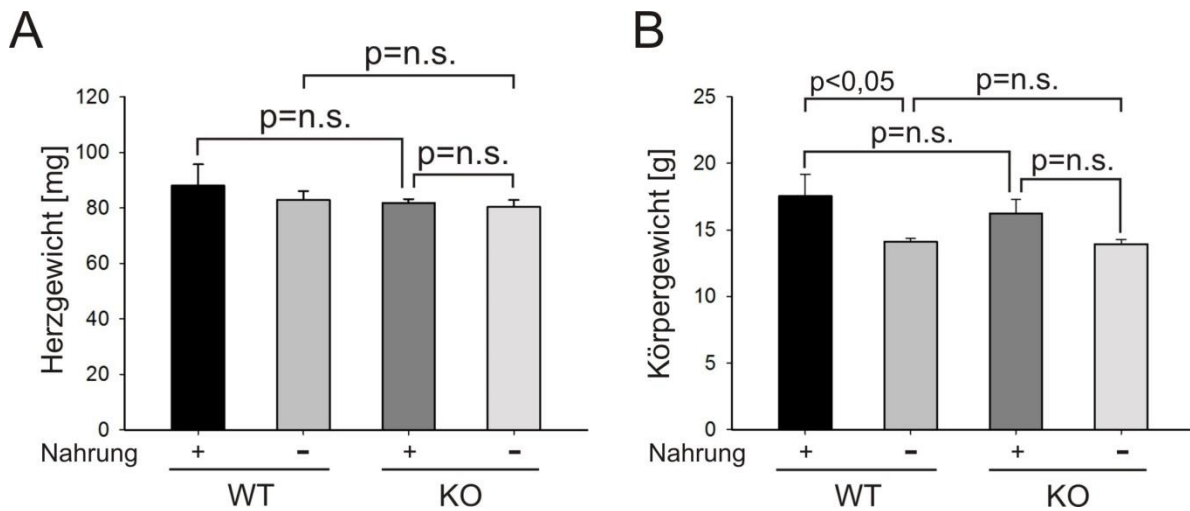 A
p=n.s.
p=n.s.
p=n.s.
Herzgewicht [mg]
120
100
80
60
40
20
0
Nahrung + - + -
WT KO
B
p<0,05 p=n.s.
p=n.s.
p=n.s.
Körpergewicht [g]
25
20
15
10
5
0
Nahrung + - + -
WT KO